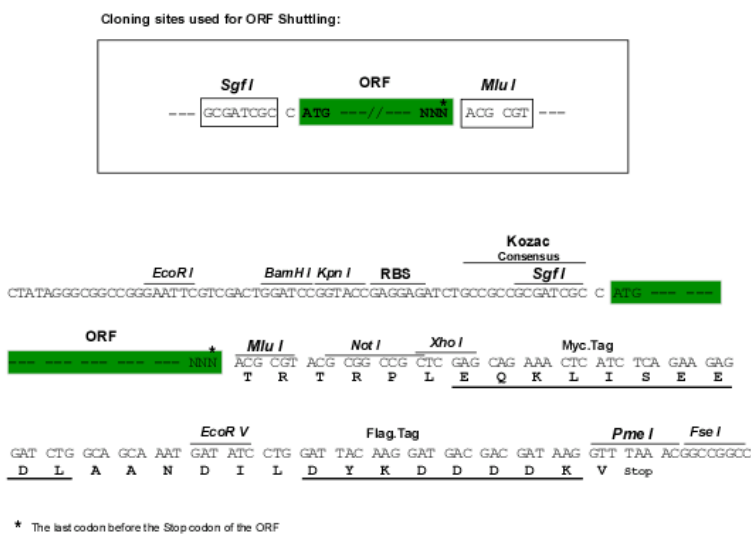 Cloning sites used for ORF Shuttling:
Sgf I ORF Mlu I
--- GCGATCGC C ATG ---//--- NNN* ACG CGT ---
Kozac
Consensus
EcoR I BamH I Kpn I RBS Sgf I
CTATAGGGCGGCCGGGAATTCGTCGACTGGATCCGGTACCGAGGAGATCTGCCGCCGCGATCGC C ATG --- ---
ORF Mlu I Not I Xho I Myc.Tag
--- --- --- --- --- --- NNN* ACG CGT ACG CGG CCG CTC GAG CAG AAA CTC ATC TCA GAA GAG
T R T R P L E Q K L I S E E
EcoR V Flag.Tag Pme I Fse I
GAT CTG GCA GCA AAT GAT ATC CTG GAT TAC AAG GAT GAC GAC GAT AAG GTT TAA ACGGCCGGCC
D L A A N D I L D Y K D D D D K V Stop
* The last codon before the Stop codon of the ORF